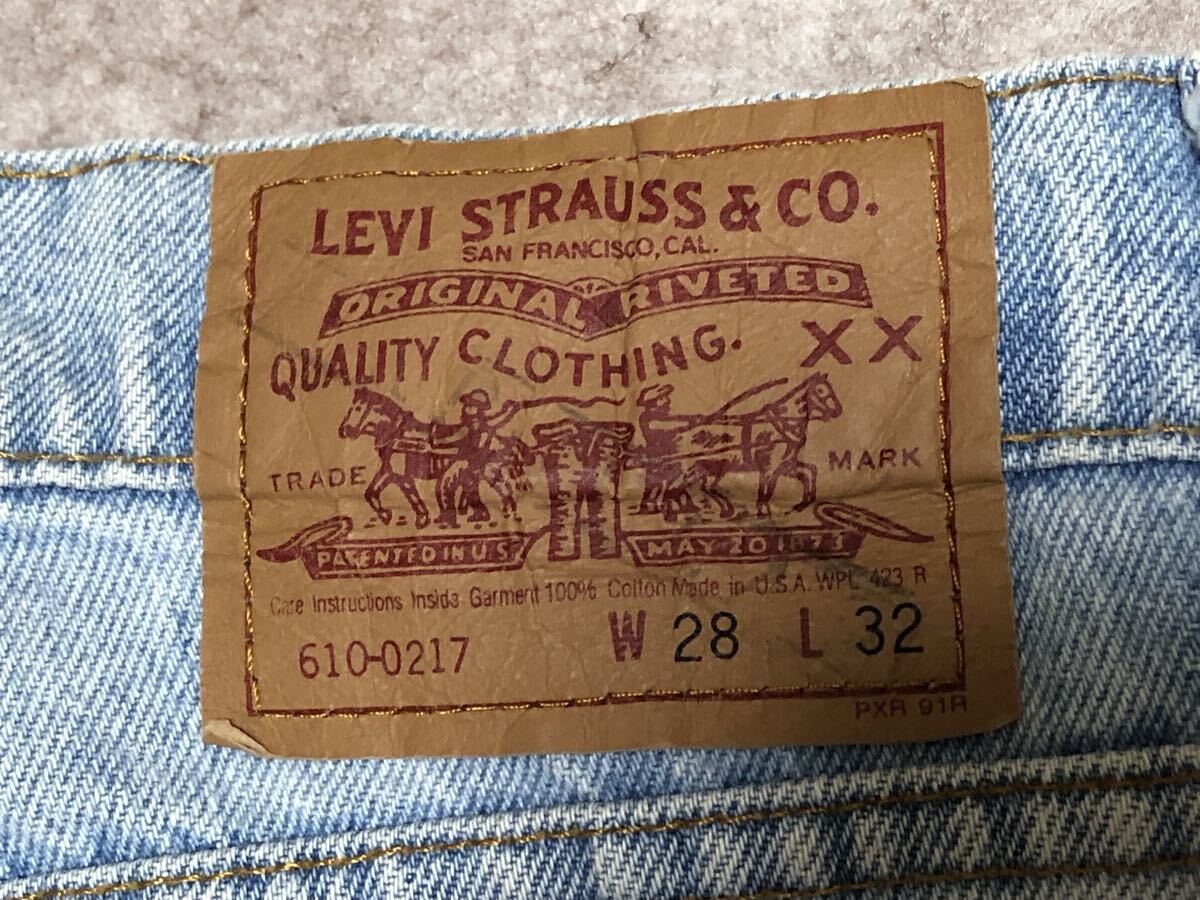 LEVI STRAUSS & CO.
SAN FRANCISCO, CAL.
ORIGINAL RIVETED
QUALITY CLOTHING. XX
TRADE MARK
PATENTED IN U.S. MAY 20 1873
Care Instructions Inside Garment 100% Cotton Made in U.S.A. WPL 423 R
610-0217 W 28 L 32
PXR 91R